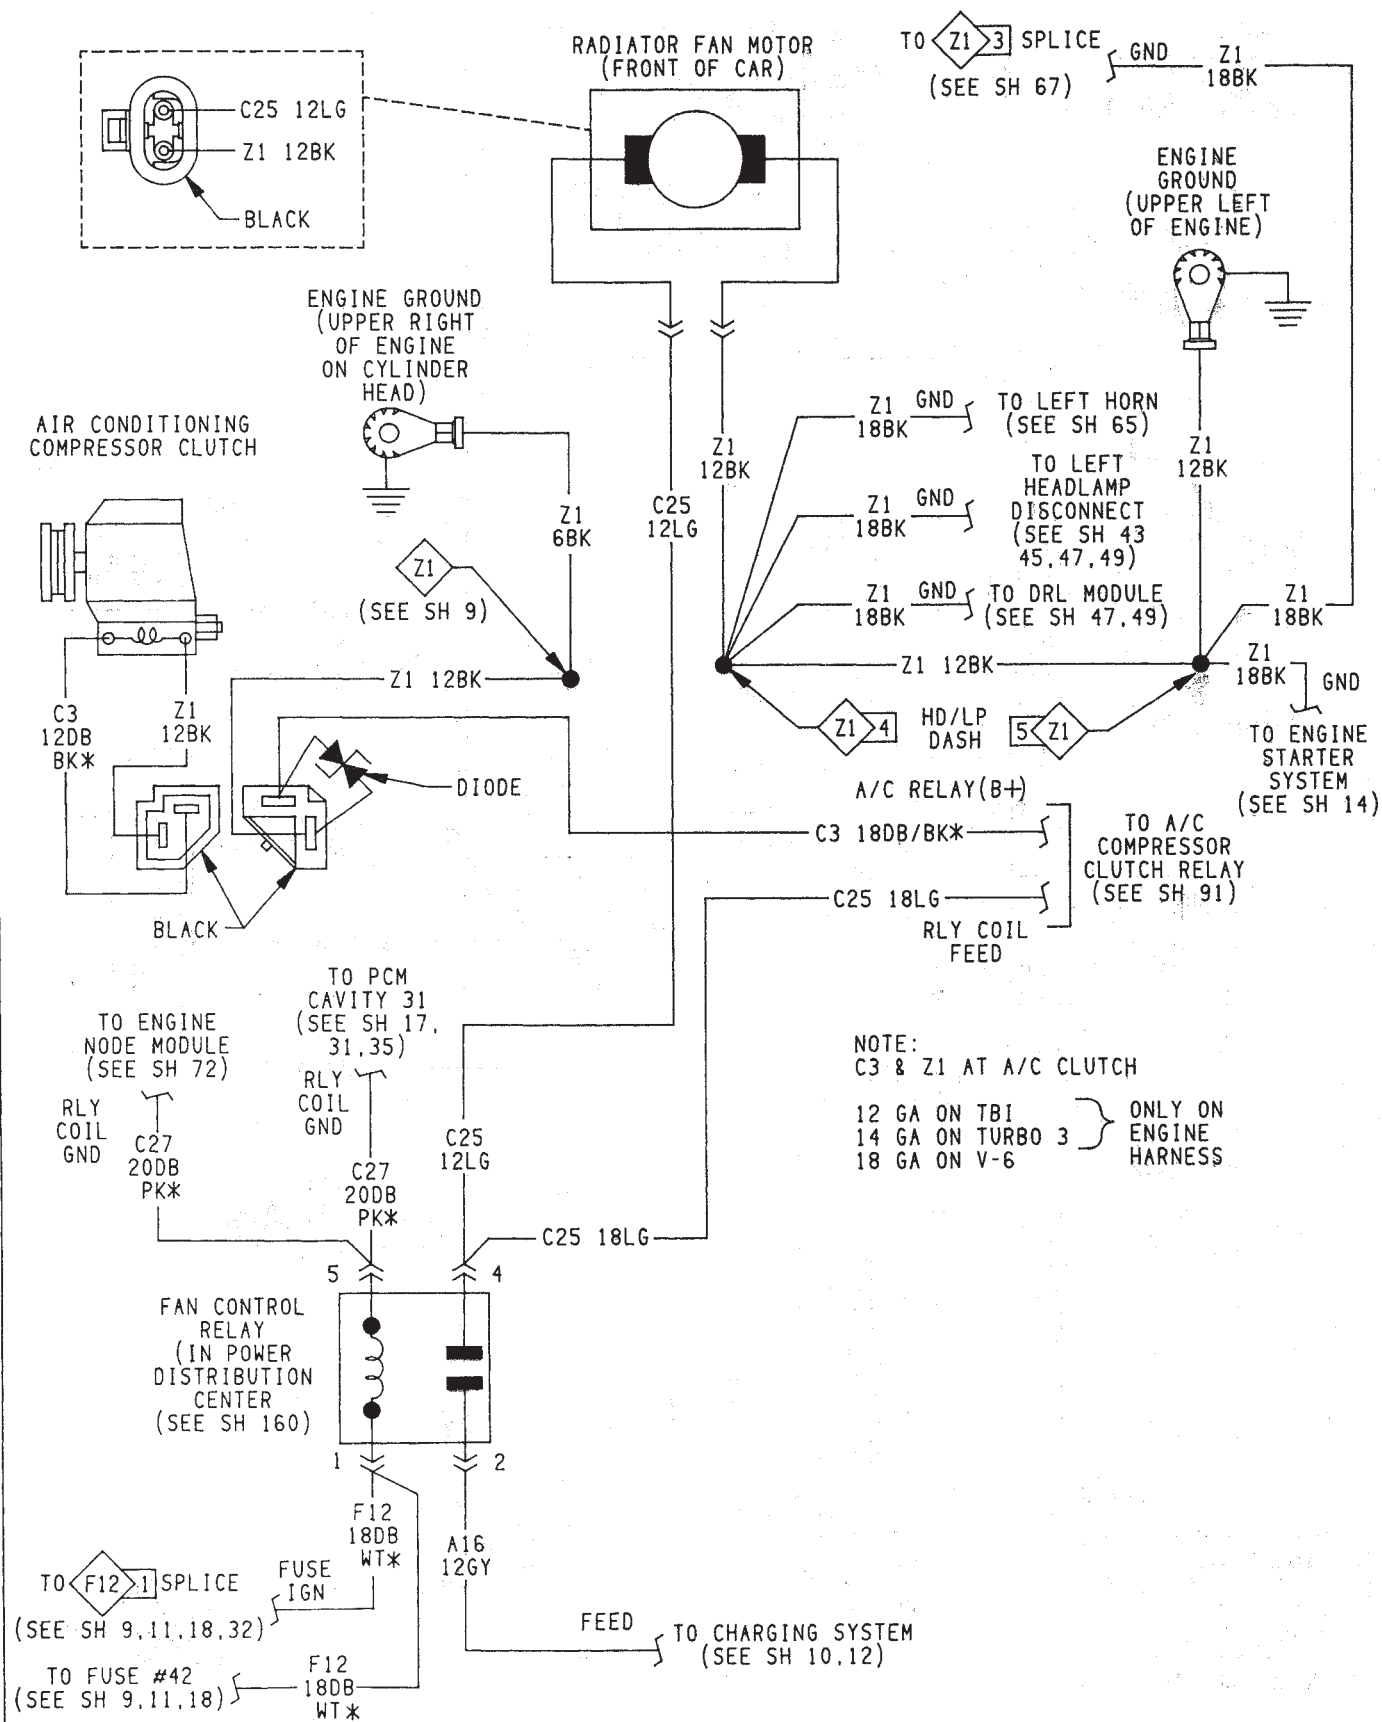 RADIATOR FAN MOTOR
(FRONT OF CAR)
TO Z1 3 SPLICE
(SEE SH 67)
GND
Z1
18BK
C25 12LG
Z1 12BK
BLACK
ENGINE
GROUND
(UPPER LEFT
OF ENGINE)
ENGINE GROUND
(UPPER RIGHT
OF ENGINE
ON CYLINDER
HEAD)
AIR CONDITIONING
COMPRESSOR CLUTCH
Z1
18BK
GND
TO LEFT HORN
(SEE SH 65)
Z1
12BK
Z1
12BK
TO LEFT
HEADLAMP
DISCONNECT
(SEE SH 43
45,47,49)
Z1
18BK
GND
C25
12LG
Z1
6BK
Z1
(SEE SH 9)
Z1
18BK
GND
TO DRL MODULE
(SEE SH 47,49)
Z1
18BK
Z1 12BK
Z1 12BK
Z1
18BK
GND
C3
12DB
BK*
Z1
12BK
Z1 4
HD/LP
DASH
5 Z1
TO ENGINE
STARTER
SYSTEM
(SEE SH 14)
DIODE
A/C RELAY(B+)
C3 18DB/BK*
TO A/C
COMPRESSOR
CLUTCH RELAY
(SEE SH 91)
C25 18LG
RLY COIL
FEED
BLACK
TO PCM
CAVITY 31
(SEE SH 17,
31,35)
TO ENGINE
NODE MODULE
(SEE SH 72)
RLY
COIL
GND
RLY
COIL
GND
C27
20DB
PK*
C27
20DB
PK*
C25
12LG
NOTE:
C3 & Z1 AT A/C CLUTCH
12 GA ON TBI
14 GA ON TURBO 3
18 GA ON V-6
ONLY ON
ENGINE
HARNESS
C25 18LG
5
4
FAN CONTROL
RELAY
(IN POWER
DISTRIBUTION
CENTER
(SEE SH 160)
1
2
F12
18DB
WT*
A16
12GY
TO F12 1 SPLICE
(SEE SH 9,11,18,32)
FUSE
IGN
FEED
TO CHARGING SYSTEM
(SEE SH 10,12)
TO FUSE #42
(SEE SH 9,11,18)
F12
18DB
WT*